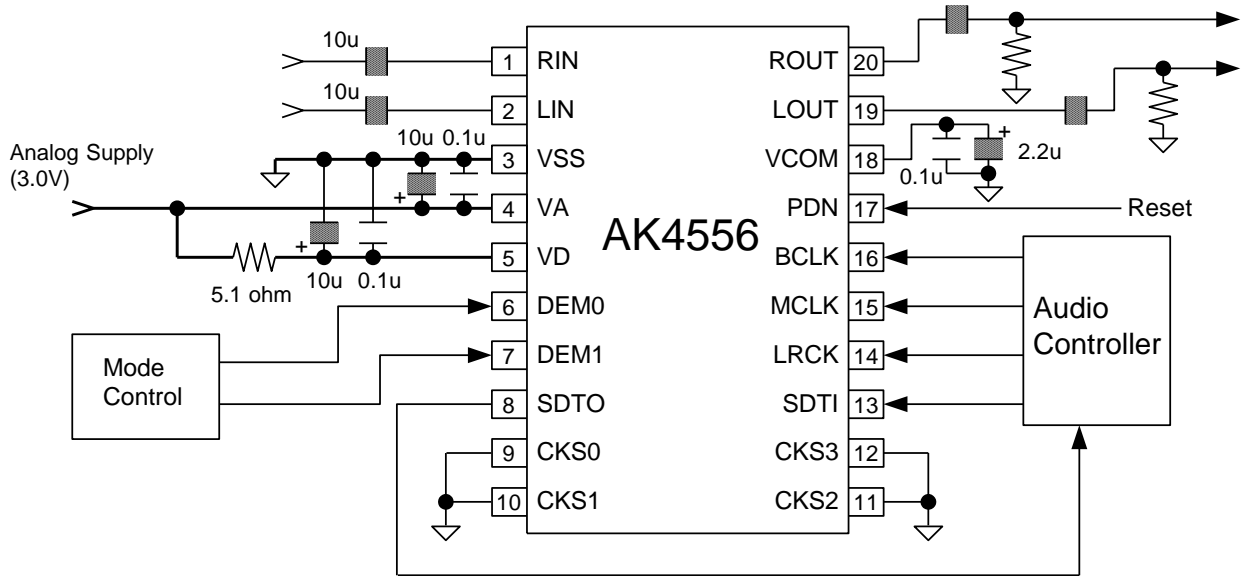 10u
1 RIN
ROUT 20
10u
2 LIN
LOUT 19
Analog Supply
(3.0V)
10u 0.1u
3 VSS
VCOM 18
+
2.2u
0.1u
+
4 VA
PDN 17
Reset
AK4556
+
10u
0.1u
5 VD
BCLK 16
5.1 ohm
6 DEM0
MCLK 15
Audio
Controller
Mode
Control
7 DEM1
LRCK 14
8 SDTO
SDTI 13
9 CKS0
CKS3 12
10 CKS1
CKS2 11